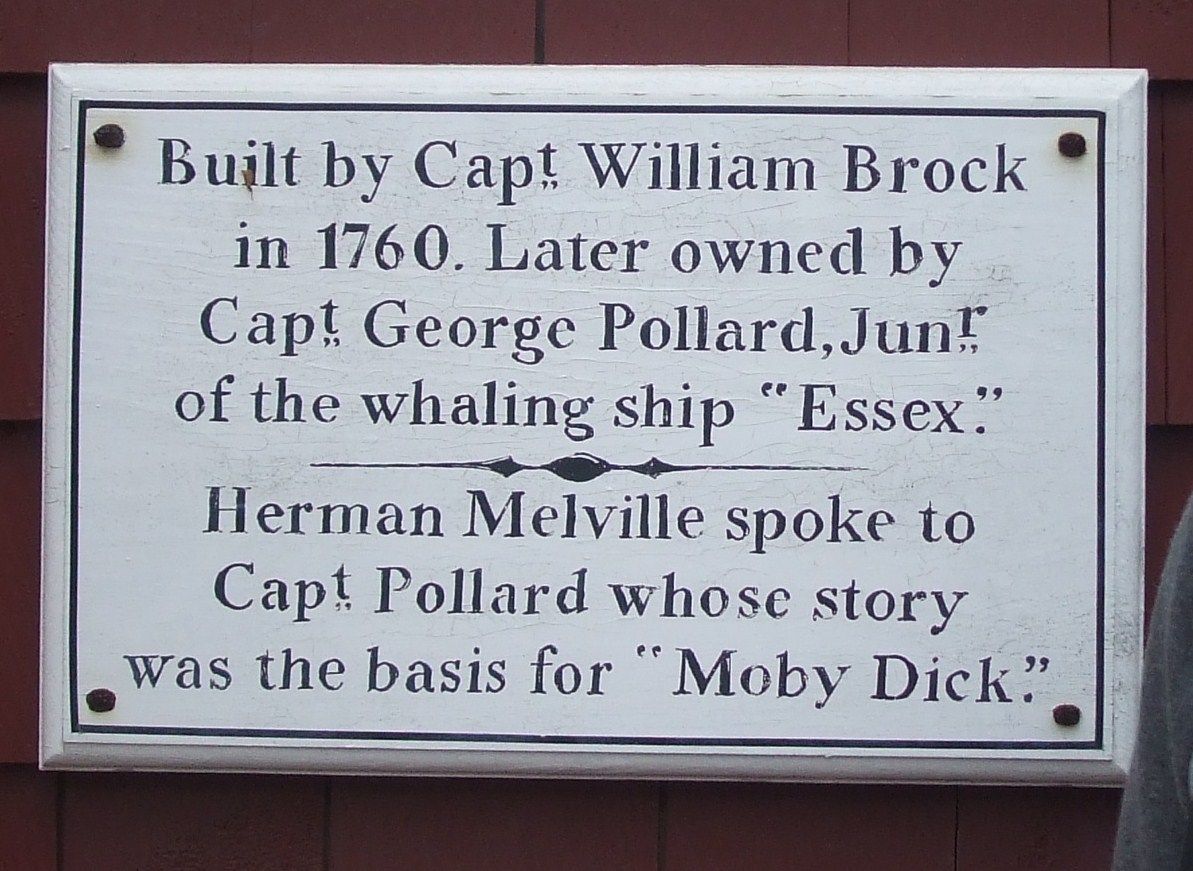 Built by Capt. William Brock
in 1760. Later owned by
Capt. George Pollard, Junr.
of the whaling ship "Essex."
Herman Melville spoke to
Capt. Pollard whose story
was the basis for "Moby Dick."